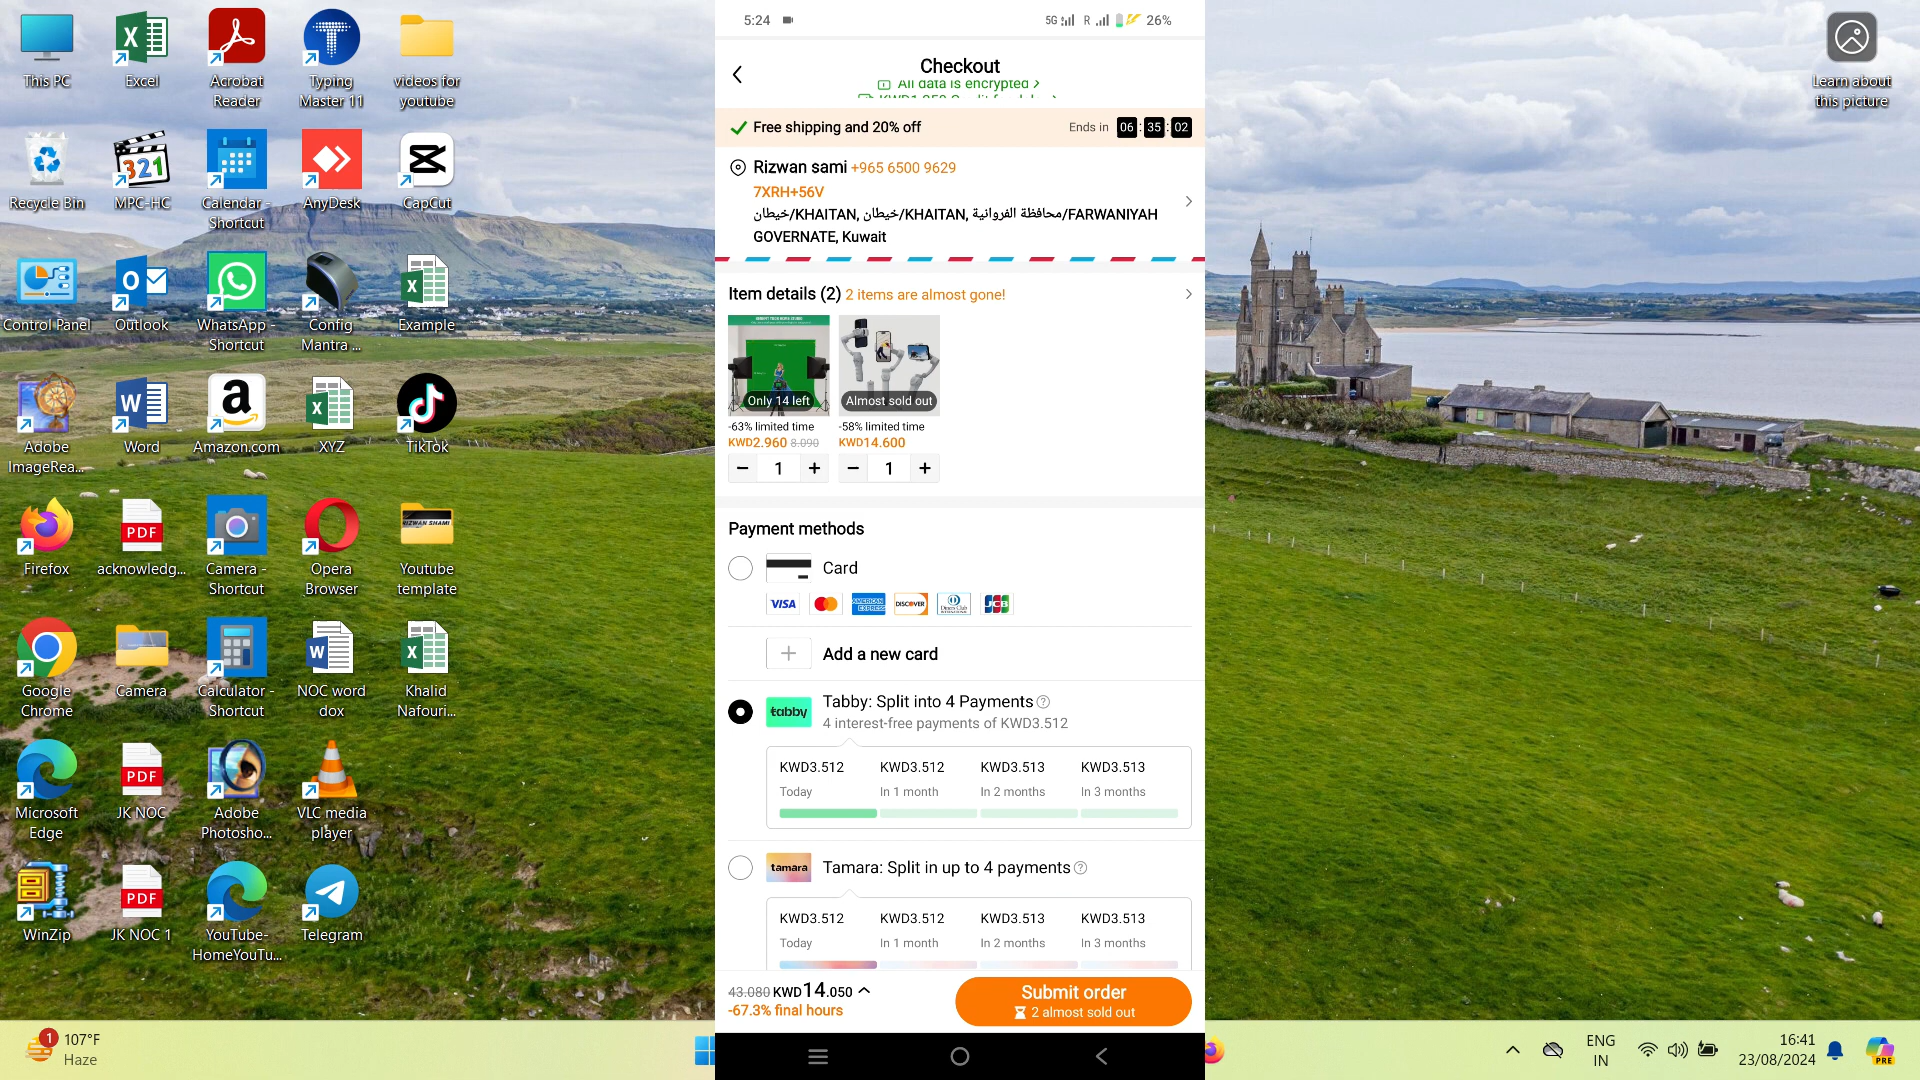 This PC
Excel
Acrobat
Reader
Typing
Master 11
videos for
youtube
Recycle Bin
MPC-HC
Calendar -
Shortcut
AnyDesk
CapCut
Control Panel
Outlook
WhatsApp -
Shortcut
Config
Mantra ...
Example
Adobe
ImageRea...
Word
Amazon.com
XYZ
TikTok
Firefox
acknowledg...
Camera -
Shortcut
Opera
Browser
RIZWAN SHAMI
Youtube
template
Google
Chrome
Camera
Calculator -
Shortcut
NOC word
dox
Khalid
Nafouri...
Microsoft
Edge
JK NOC
Adobe
Photosho...
VLC media
player
WinZip
JK NOC 1
YouTube-
HomeYouTu...
Telegram
Learn about
this picture
5:24
5G R 26%
Checkout
All data is encrypted >
Free shipping and 20% off
Ends in 06 : 35 : 02
Rizwan sami +965 6500 9629
7XRH+56V
خيطان/KHAITAN, خيطان/KHAITAN, محافظة الفروانية/FARWANIYAH
GOVERNATE, Kuwait
Item details (2) 2 items are almost gone!
Only 14 left
Almost sold out
-63% limited time
-58% limited time
KWD2.960 8.090
KWD14.600
− 1 +
− 1 +
Payment methods
Card
VISA
AMERICAN EXPRESS
DISCOVER
Diners Club
JCB
Add a new card
tabby
Tabby: Split into 4 Payments
4 interest-free payments of KWD3.512
KWD3.512 KWD3.512 KWD3.513 KWD3.513
Today In 1 month In 2 months In 3 months
tamara
Tamara: Split in up to 4 payments
KWD3.512 KWD3.512 KWD3.513 KWD3.513
Today In 1 month In 2 months In 3 months
43.080 KWD14.050
-67.3% final hours
Submit order
2 almost sold out
1
107°F
Haze
ENG
IN
16:41
23/08/2024
PRE